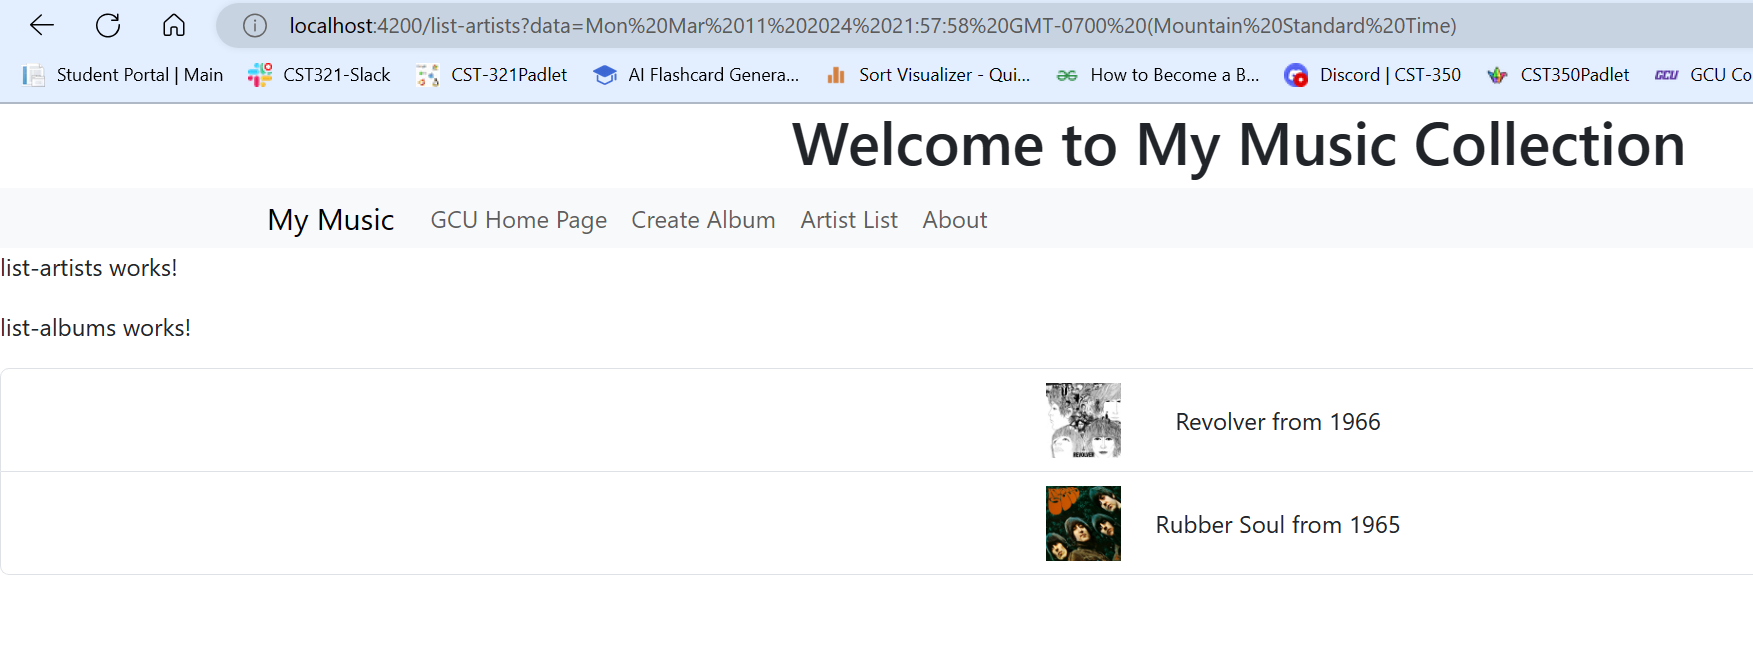 localhost:4200/list-artists?data=Mon%20Mar%2011%202024%2021:57:58%20GMT-0700%20(Mountain%20Standard%20Time)
Student Portal | Main CST321-Slack CST-321Padlet AI Flashcard Genera... Sort Visualizer - Qui... How to Become a B... Discord | CST-350 CST350Padlet GCU GCU Co
Welcome to My Music Collection
My Music GCU Home Page Create Album Artist List About
list-artists works!
list-albums works!
REVOLVER
Revolver from 1966
Rubber Soul from 1965